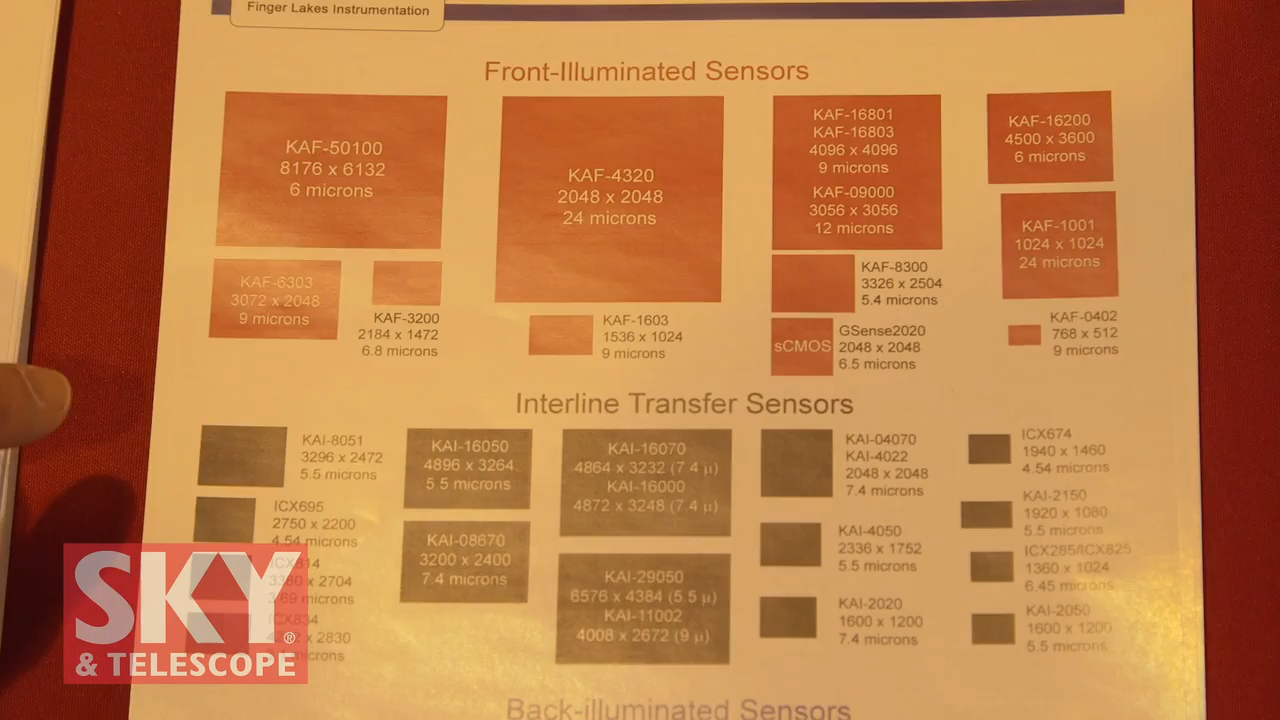 Finger Lakes Instrumentation
Front-Illuminated Sensors
KAF-50100
8176 x 6132
6 microns
KAF-4320
2048 x 2048
24 microns
KAF-16801
KAF-16803
4096 x 4096
9 microns
KAF-09000
3056 x 3056
12 microns
KAF-16200
4500 x 3600
6 microns
KAF-1001
1024 x 1024
24 microns
KAF-6303
3072 x 2048
9 microns
KAF-3200
2184 x 1472
6.8 microns
KAF-1603
1536 x 1024
9 microns
KAF-8300
3326 x 2504
5.4 microns
sCMOS
GSense2020
2048 x 2048
6.5 microns
KAF-0402
768 x 512
9 microns
Interline Transfer Sensors
KAI-8051
3296 x 2472
5.5 microns
ICX695
2750 x 2200
4.54 microns
ICX814
3380 x 2704
3.69 microns
ICX834
x 2830
microns
KAI-16050
4896 x 3264
5.5 microns
KAI-08670
3200 x 2400
7.4 microns
KAI-16070
4864 x 3232 (7.4 µ)
KAI-16000
4872 x 3248 (7.4 µ)
KAI-29050
6576 x 4384 (5.5 µ)
KAI-11002
4008 x 2672 (9 µ)
KAI-04070
KAI-4022
2048 x 2048
7.4 microns
KAI-4050
2336 x 1752
5.5 microns
KAI-2020
1600 x 1200
7.4 microns
ICX674
1940 x 1460
4.54 microns
KAI-2150
1920 x 1080
5.5 microns
ICX285/ICX825
1360 x 1024
6.45 microns
KAI-2050
1600 x 1200
5.5 microns
Back-illuminated Sensors
SKY®
& TELESCOPE